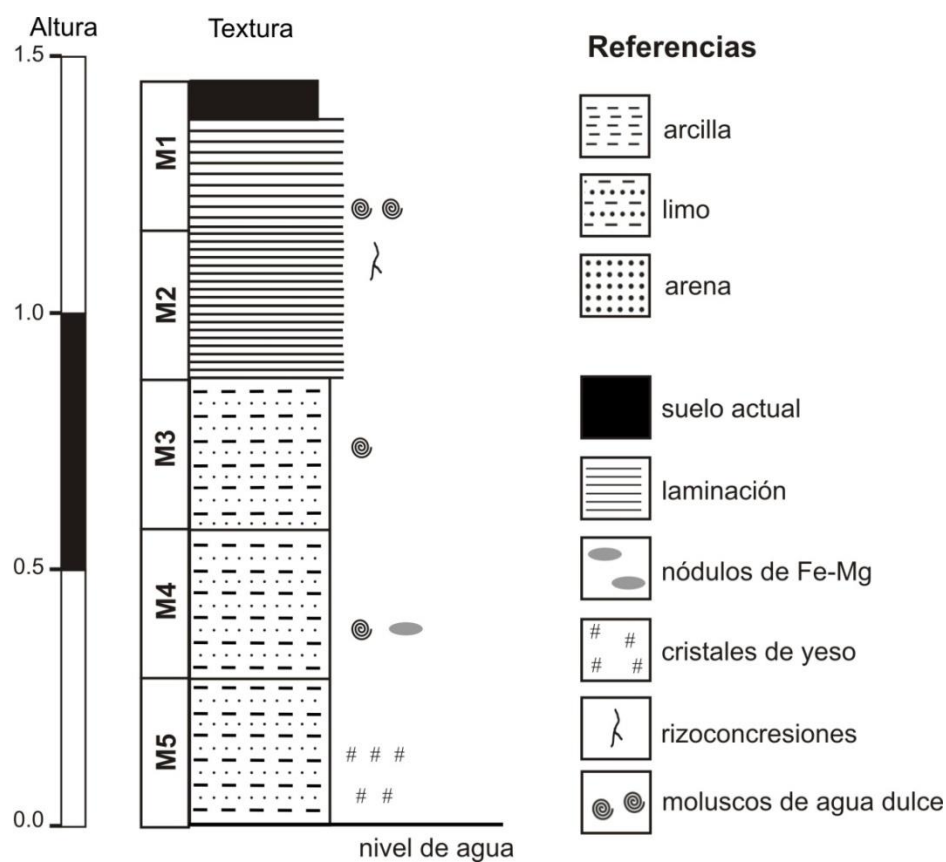 Altura
Textura
1.5
1.0
0.5
0.0
M1
M2
M3
M4
M5
# # #
# #
nivel de agua
Referencias
arcilla
limo
arena
suelo actual
laminación
nódulos de Fe-Mg
# #
# #
cristales de yeso
rizoconcresiones
moluscos de agua dulce